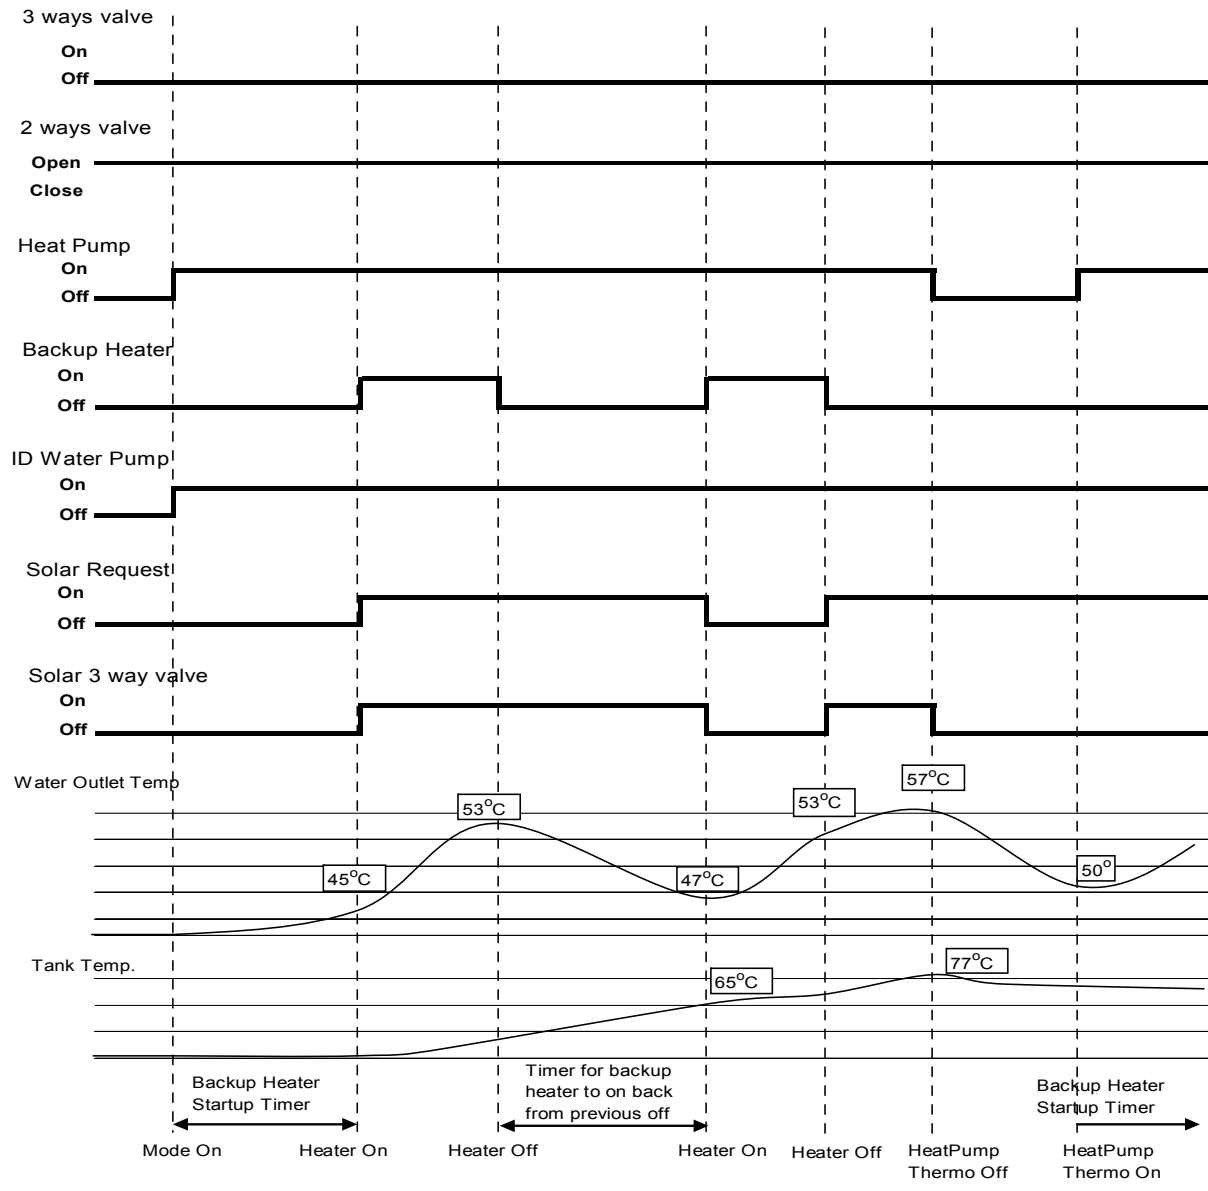 3 ways valve
On
Off
2 ways valve
Open
Close
Heat Pump
On
Off
Backup Heater
On
Off
ID Water Pump
On
Off
Solar Request
On
Off
Solar 3 way valve
On
Off
Water Outlet Temp
45°C
53°C
47°C
53°C
57°C
50°
Tank Temp.
65°C
77°C
Backup Heater
Startup Timer
Timer for backup
heater to on back
from previous off
Backup Heater
Startup Timer
Mode On
Heater On
Heater Off
Heater On
Heater Off
HeatPump
Thermo Off
HeatPump
Thermo On